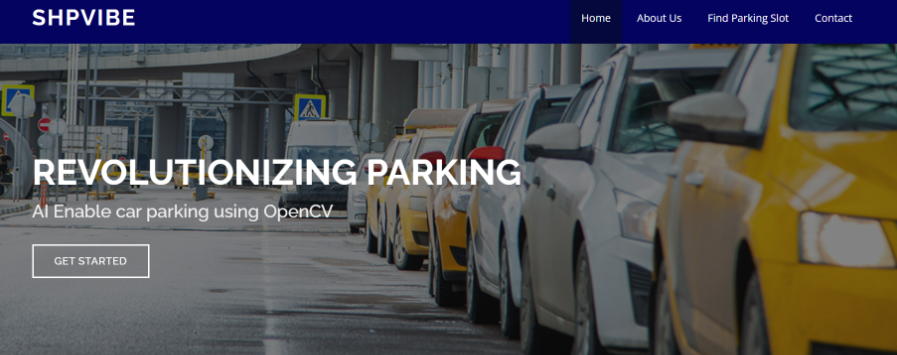 SHPVIBE
Home About Us Find Parking Slot Contact
REVOLUTIONIZING PARKING
AI Enable car parking using OpenCV
GET STARTED